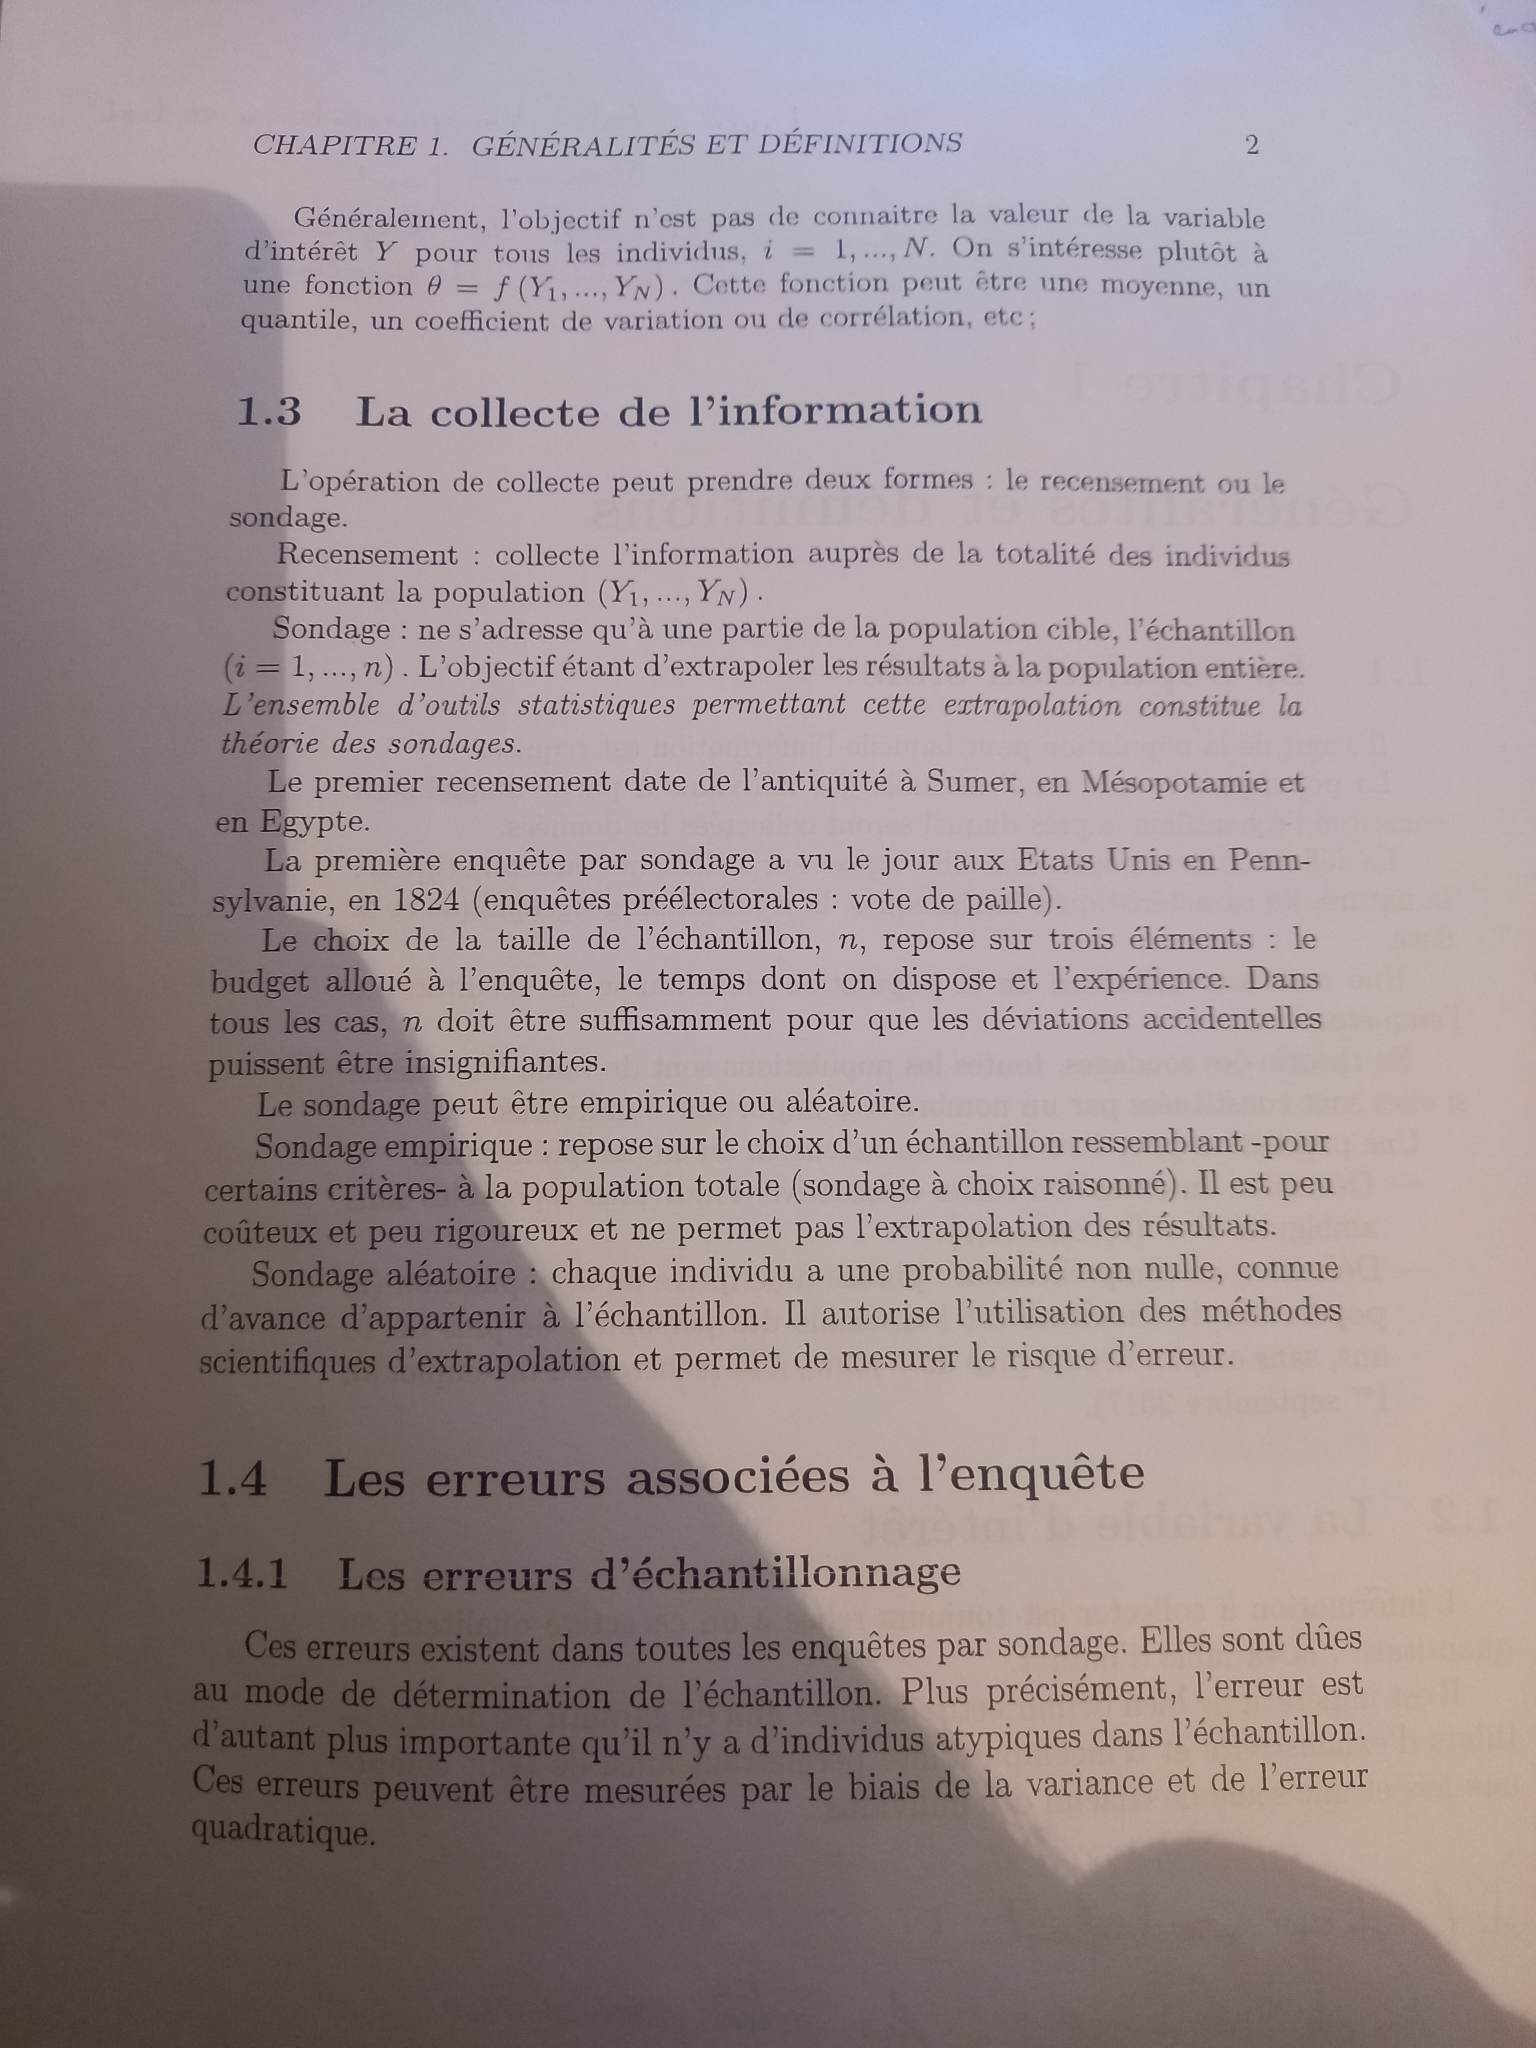 CHAPITRE 1. GÉNÉRALITÉS ET DÉFINITIONS 2
Généralement, l'objectif n'est pas de connaitre la valeur de la variable
d'intérêt Y pour tous les individus, i = 1, ..., N. On s'intéresse plutôt à
une fonction θ = f (Y₁, ..., Y_N) . Cette fonction peut être une moyenne, un
quantile, un coefficient de variation ou de corrélation, etc ;
1.3 La collecte de l'information
L'opération de collecte peut prendre deux formes : le recensement ou le
sondage.
Recensement : collecte l'information auprès de la totalité des individus
constituant la population (Y₁, ..., Y_N) .
Sondage : ne s'adresse qu'à une partie de la population cible, l'échantillon
(i = 1, ..., n) . L'objectif étant d'extrapoler les résultats à la population entière.
L'ensemble d'outils statistiques permettant cette extrapolation constitue la
théorie des sondages.
Le premier recensement date de l'antiquité à Sumer, en Mésopotamie et
en Egypte.
La première enquête par sondage a vu le jour aux Etats Unis en Penn-
sylvanie, en 1824 (enquêtes préélectorales : vote de paille).
Le choix de la taille de l'échantillon, n, repose sur trois éléments : le
budget alloué à l'enquête, le temps dont on dispose et l'expérience. Dans
tous les cas, n doit être suffisamment pour que les déviations accidentelles
puissent être insignifiantes.
Le sondage peut être empirique ou aléatoire.
Sondage empirique : repose sur le choix d'un échantillon ressemblant -pour
certains critères- à la population totale (sondage à choix raisonné). Il est peu
coûteux et peu rigoureux et ne permet pas l'extrapolation des résultats.
Sondage aléatoire : chaque individu a une probabilité non nulle, connue
d'avance d'appartenir à l'échantillon. Il autorise l'utilisation des méthodes
scientifiques d'extrapolation et permet de mesurer le risque d'erreur.
1.4 Les erreurs associées à l'enquête
1.4.1 Les erreurs d'échantillonnage
Ces erreurs existent dans toutes les enquêtes par sondage. Elles sont dûes
au mode de détermination de l'échantillon. Plus précisément, l'erreur est
d'autant plus importante qu'il n'y a d'individus atypiques dans l'échantillon.
Ces erreurs peuvent être mesurées par le biais de la variance et de l'erreur
quadratique.